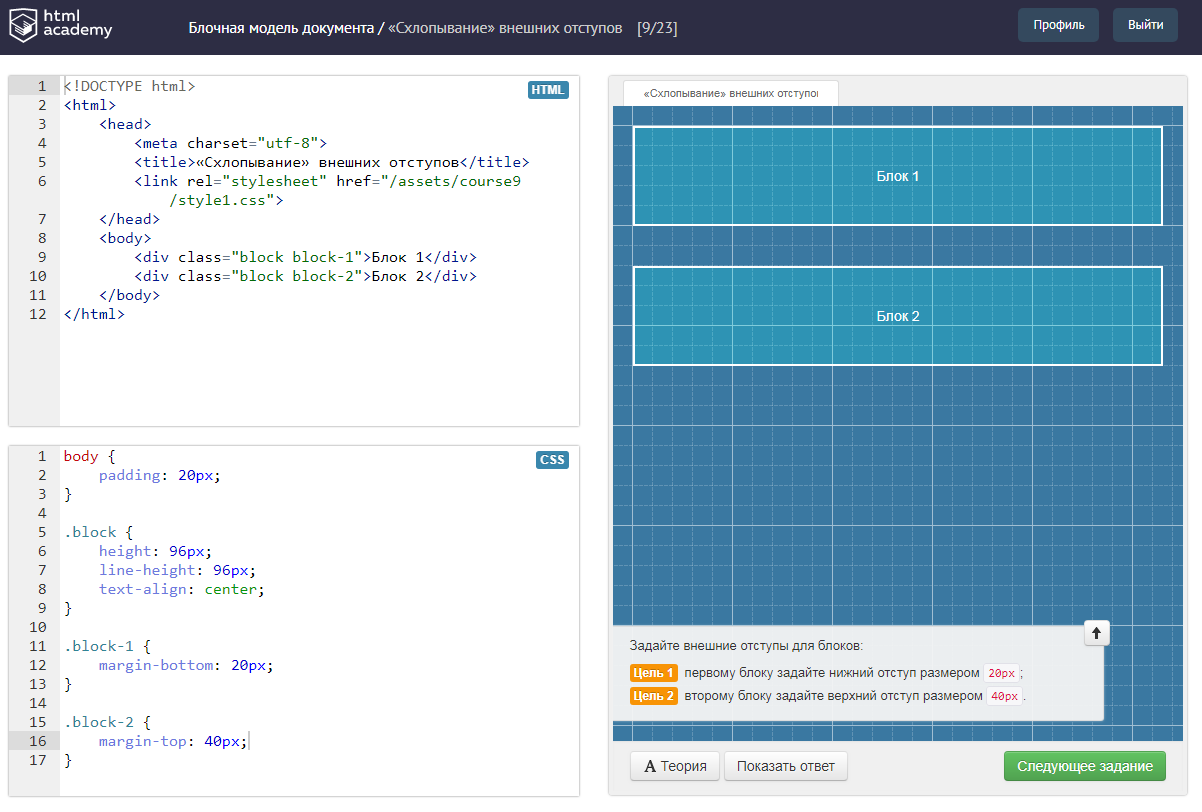 html
academy
Блочная модель документа / «Схлопывание» внешних отступов [9/23]
Профиль
Выйти
1 <!DOCTYPE html>
HTML
2 <html>
3 <head>
4 <meta charset="utf-8">
5 <title>«Схлопывание» внешних отступов</title>
6 <link rel="stylesheet" href="/assets/course9
/style1.css">
7 </head>
8 <body>
9 <div class="block block-1">Блок 1</div>
10 <div class="block block-2">Блок 2</div>
11 </body>
12 </html>
1 body {
CSS
2 padding: 20px;
3 }
4
5 .block {
6 height: 96px;
7 line-height: 96px;
8 text-align: center;
9 }
10
11 .block-1 {
12 margin-bottom: 20px;
13 }
14
15 .block-2 {
16 margin-top: 40px;
17 }
«Схлопывание» внешних отступо
Блок 1
Блок 2
Задайте внешние отступы для блоков:
Цель 1 первому блоку задайте нижний отступ размером 20px;
Цель 2 второму блоку задайте верхний отступ размером 40px.
A Теория
Показать ответ
Следующее задание